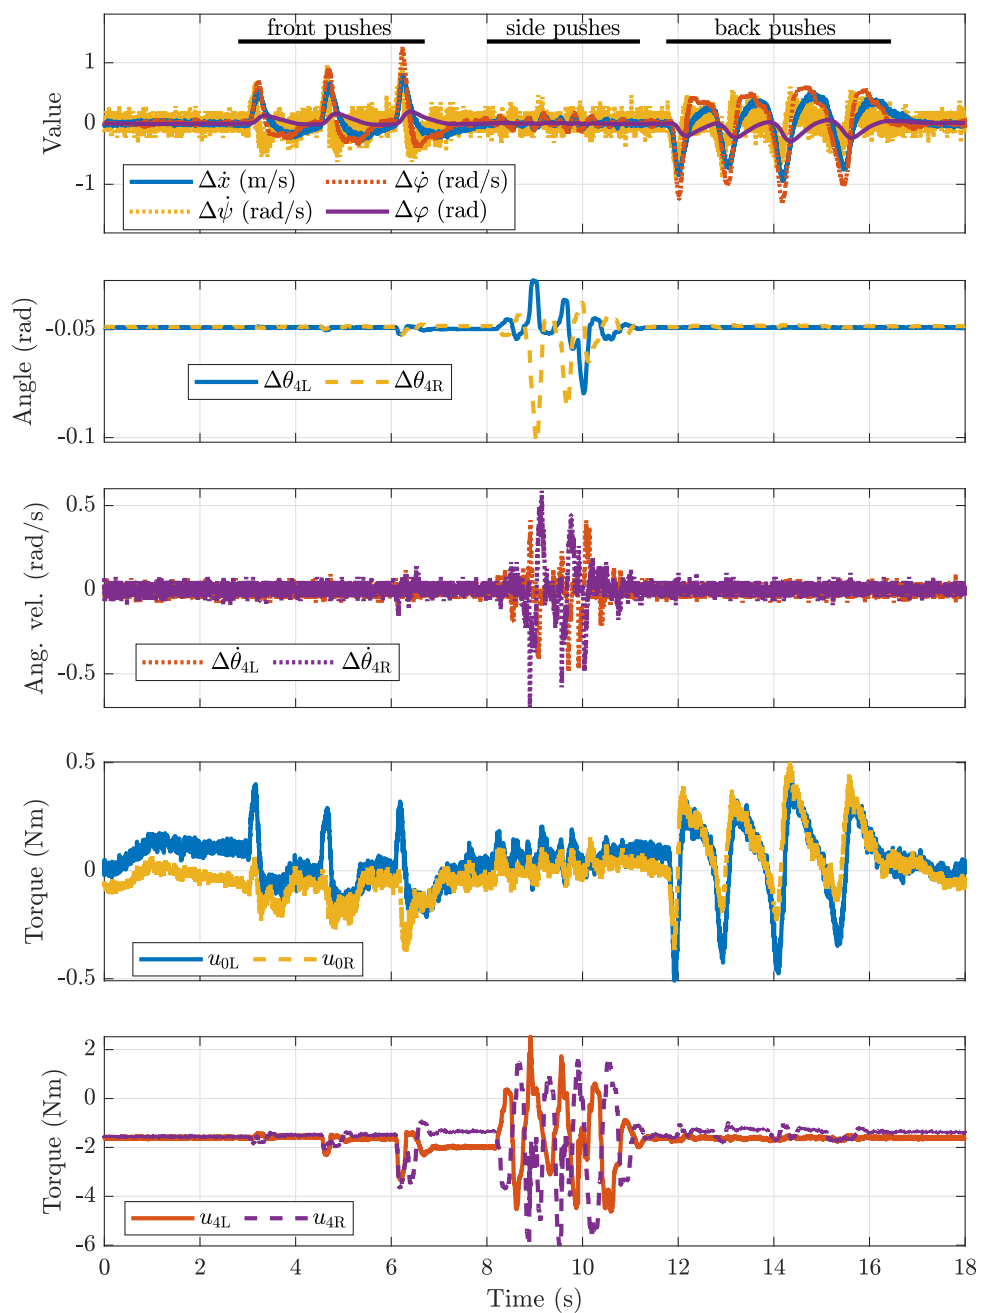 front pushes side pushes back pushes
1
0
-1
Value
Δẋ (m/s) Δφ̇ (rad/s)
Δψ̇ (rad/s) Δφ (rad)
-0.05
-0.1
Angle (rad)
Δθ4L Δθ4R
0.5
0
-0.5
Ang. vel. (rad/s)
Δθ̇4L Δθ̇4R
0.5
0
-0.5
Torque (Nm)
u0L u0R
2
0
-2
-4
-6
Torque (Nm)
u4L u4R
0 2 4 6 8 10 12 14 16 18
Time (s)